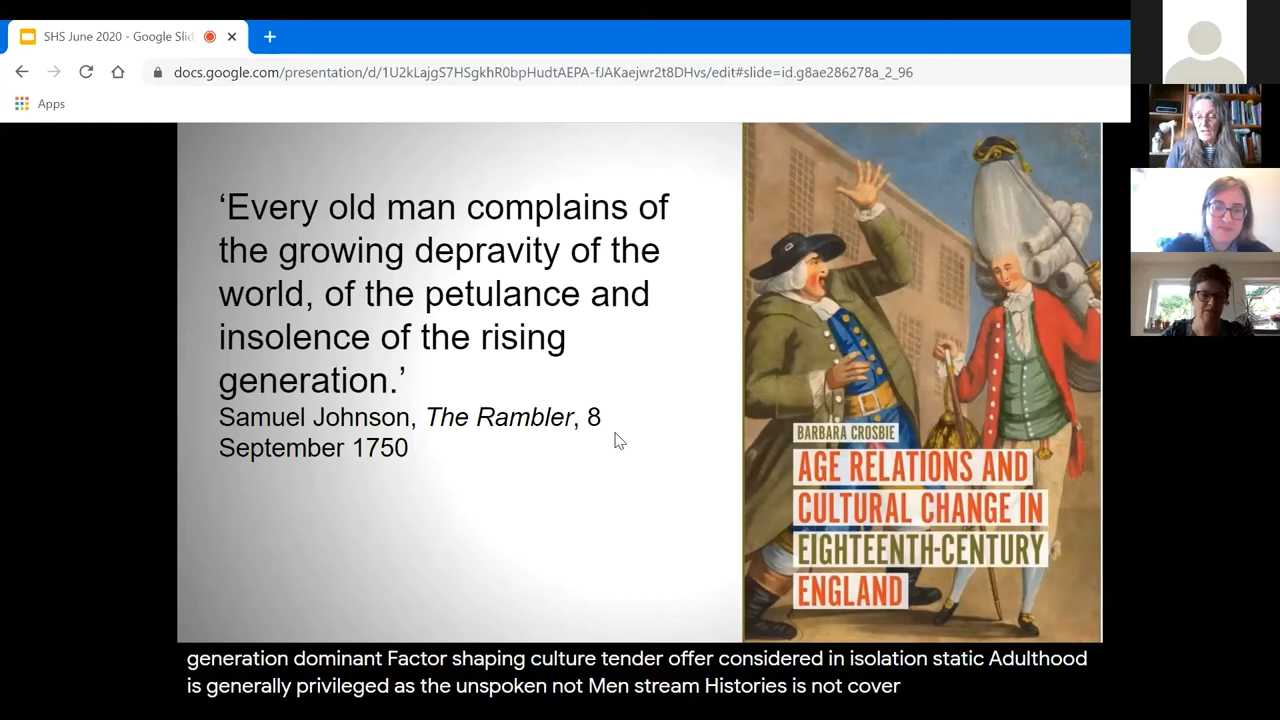 SHS June 2020 - Google Slid
docs.google.com/presentation/d/1U2kLajgS7HSgkhR0bpHudtAEPA-fJAKaejwr2t8DHvs/edit#slide=id.g8ae286278a_2_96
Apps
‘Every old man complains of
the growing depravity of the
world, of the petulance and
insolence of the rising
generation.’
Samuel Johnson, The Rambler, 8
September 1750
BARBARA CROSBIE
AGE RELATIONS AND
CULTURAL CHANGE IN
EIGHTEENTH-CENTURY
ENGLAND
generation dominant Factor shaping culture tender offer considered in isolation static Adulthood
is generally privileged as the unspoken not Men stream Histories is not cover